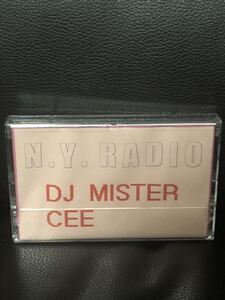 N.Y. RADIO
DJ MISTER
CEE